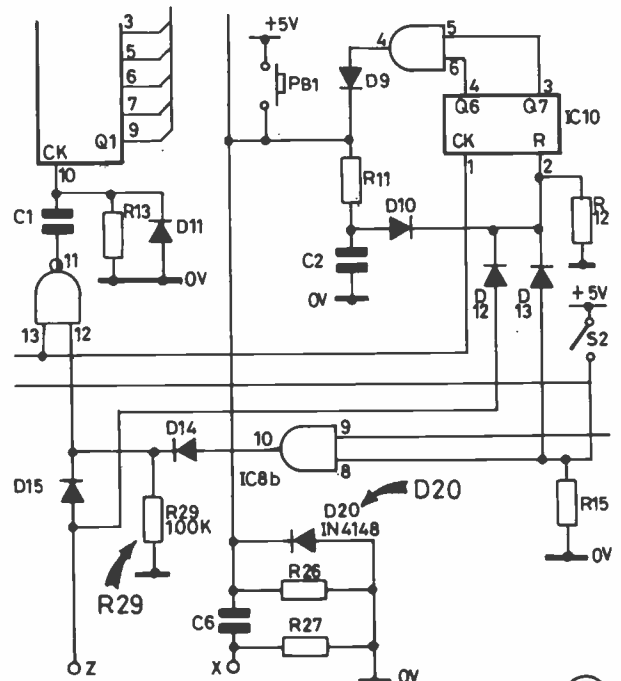 3
5
6
7
9
Q1
CK
10
+5V
PB1
4
D9
5
6
4
3
Q6
Q7
IC10
CK
R
1
2
R11
R
12
D10
C1
R13
D11
0V
C2
0V
11
13
12
D
12
D
13
+5V
S2
D14
10
9
8
IC8b
D15
R29
100K
D20
D20
IN4148
R15
0V
R29
R26
C6
R27
Z
X
0V